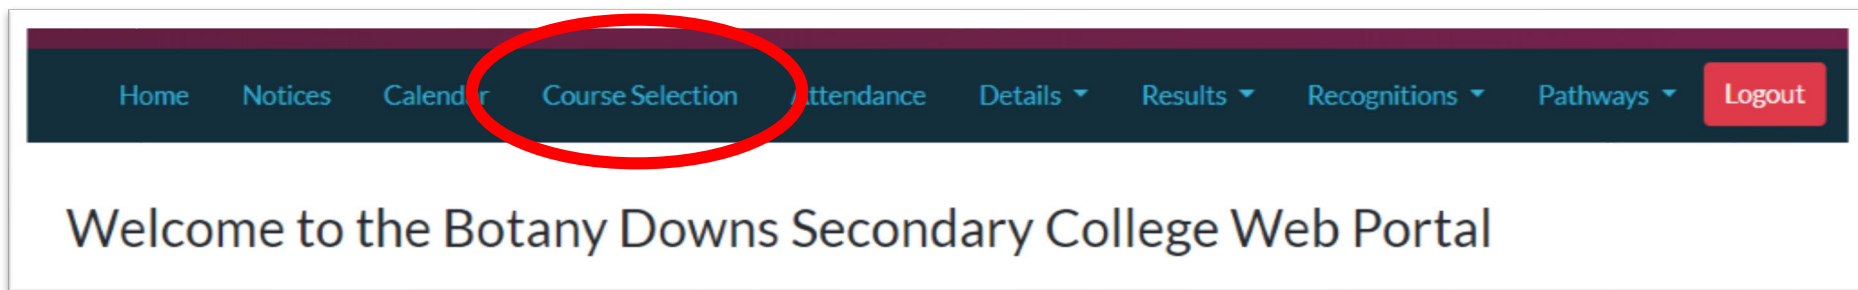 Home Notices Calendar Course Selection Attendance Details Results Recognitions Pathways Logout
Welcome to the Botany Downs Secondary College Web Portal